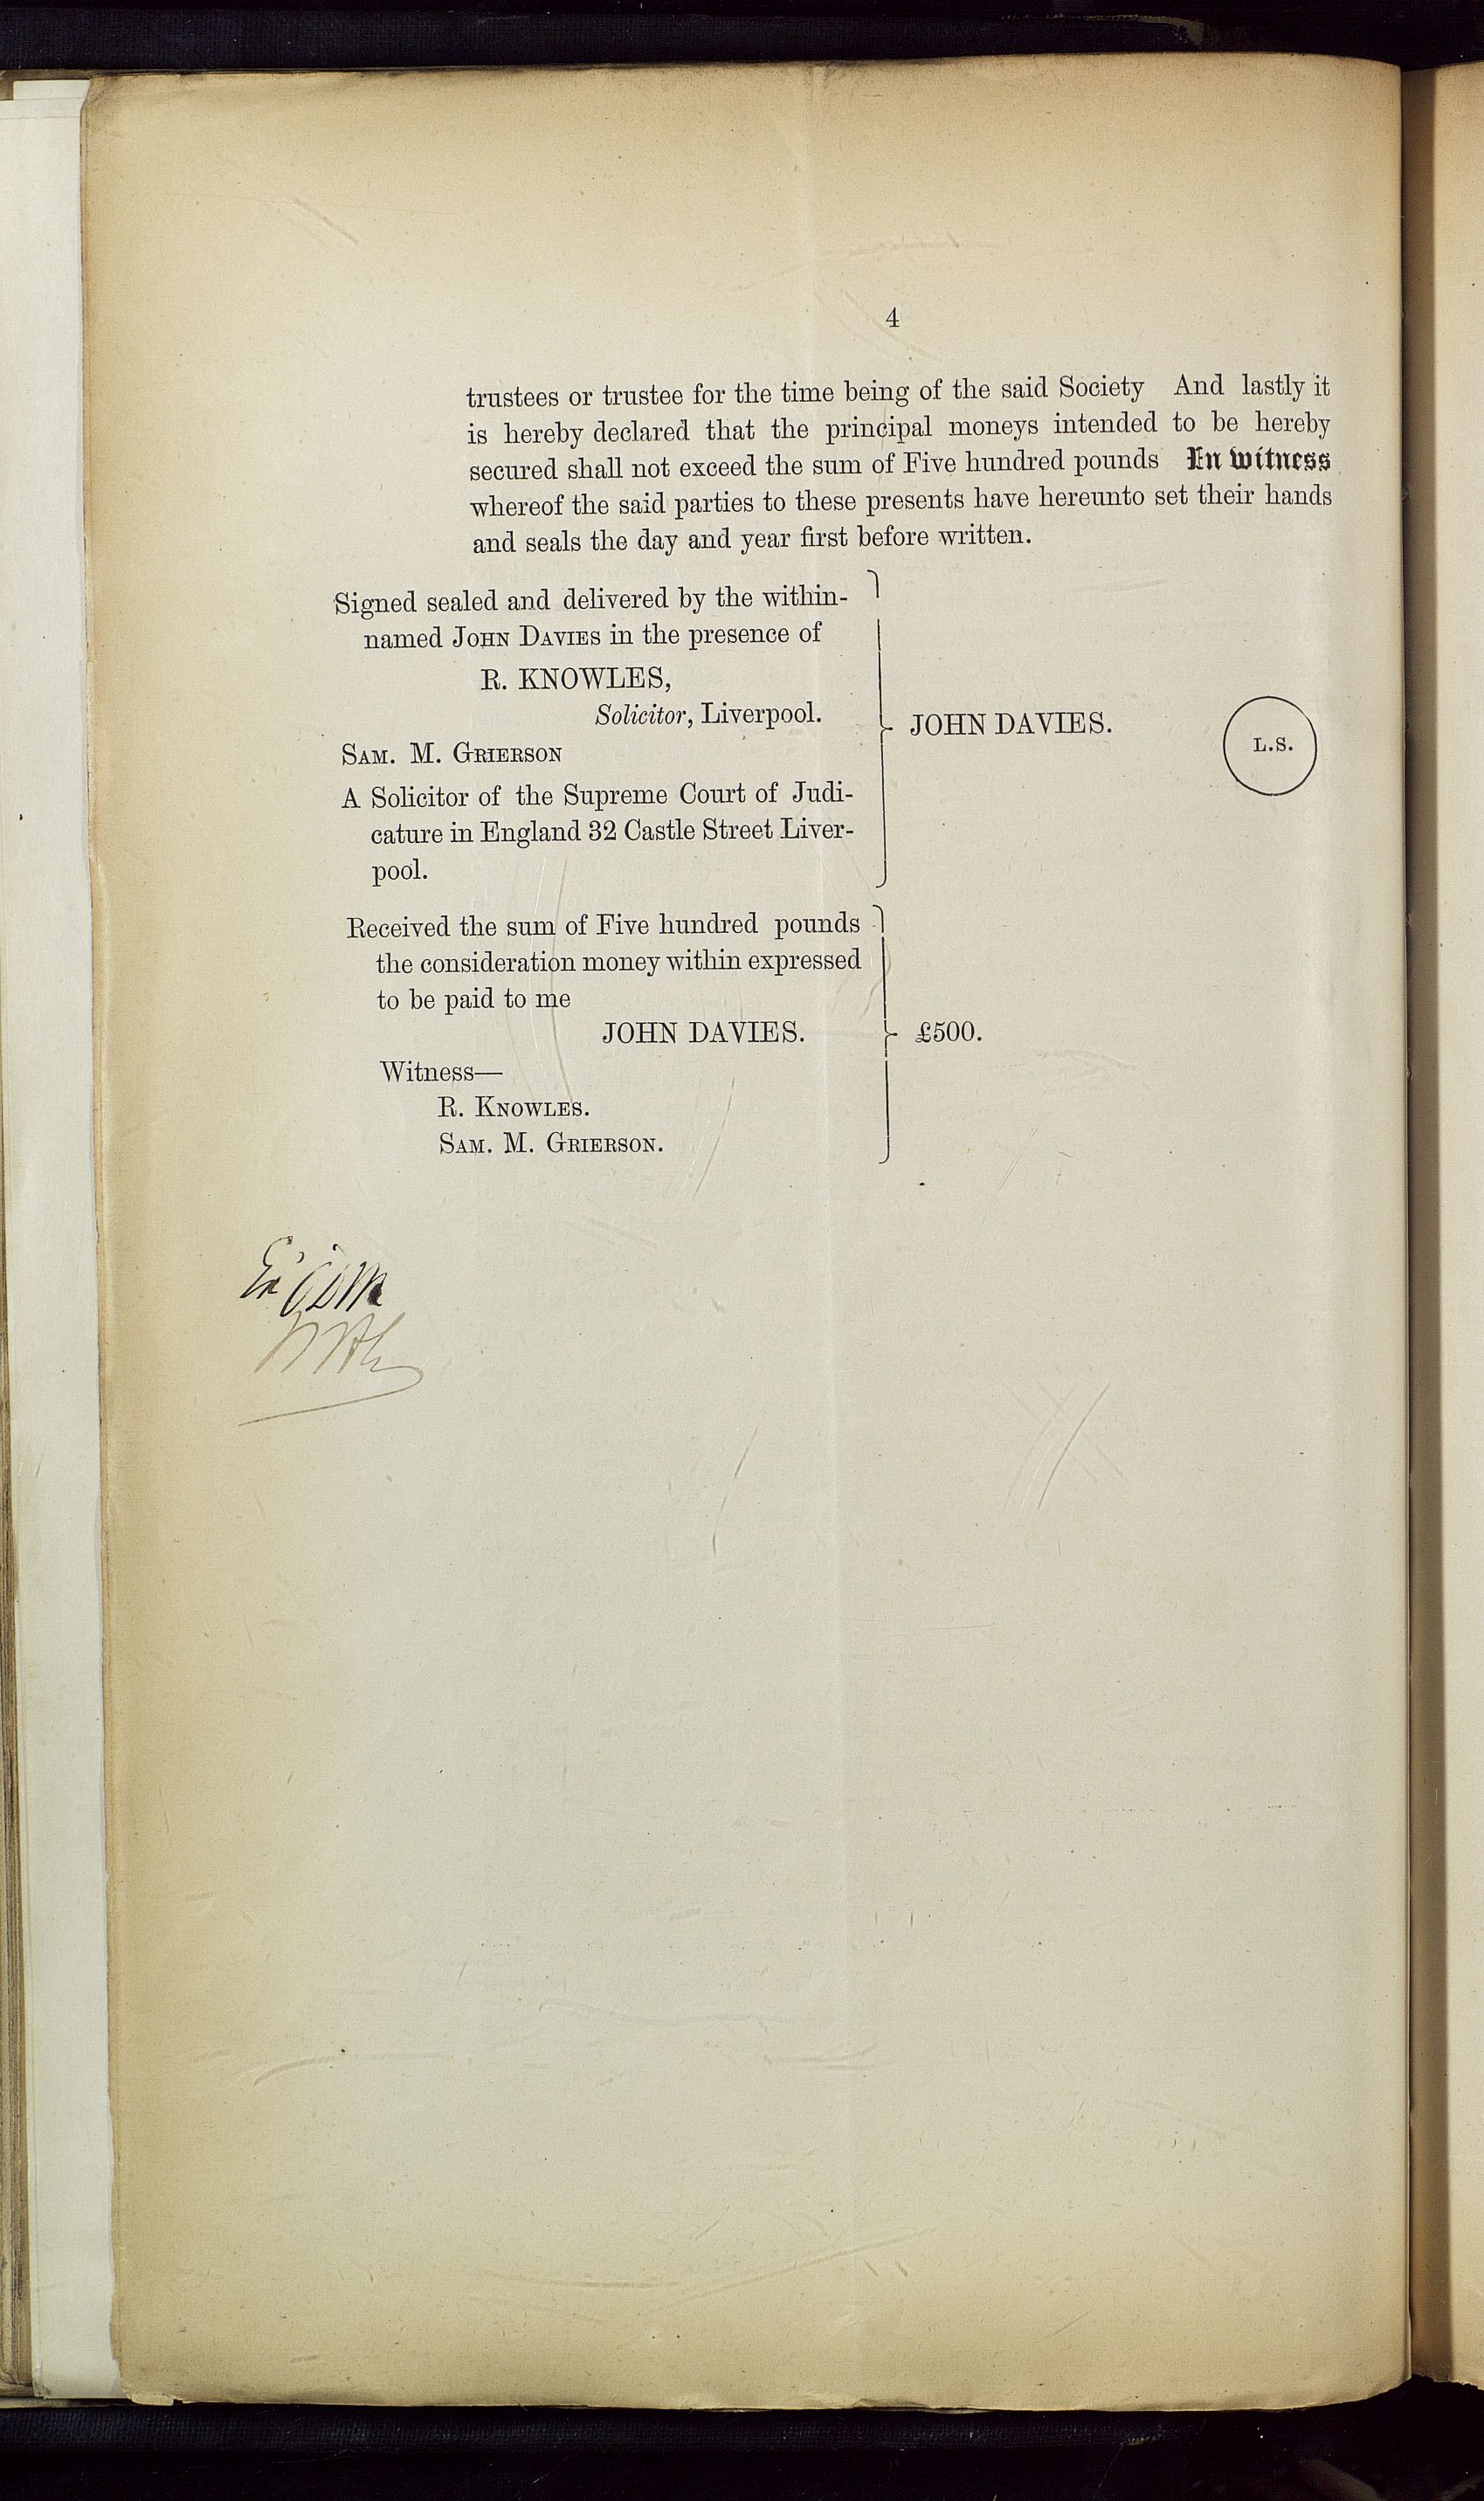 4
trustees or trustee for the time being of the said Society And lastly it
is hereby declared that the principal moneys intended to be hereby
secured shall not exceed the sum of Five hundred pounds In witness
whereof the said parties to these presents have hereunto set their hands
and seals the day and year first before written.
Signed sealed and delivered by the within-
named JOHN DAVIES in the presence of
R. KNOWLES,
Solicitor, Liverpool.
JOHN DAVIES.
L.S.
SAM. M. GRIERSON
A Solicitor of the Supreme Court of Judi-
cature in England 32 Castle Street Liver-
pool.
Received the sum of Five hundred pounds
the consideration money within expressed
to be paid to me
JOHN DAVIES.
£500.
Witness—
R. KNOWLES.
SAM. M. GRIERSON.